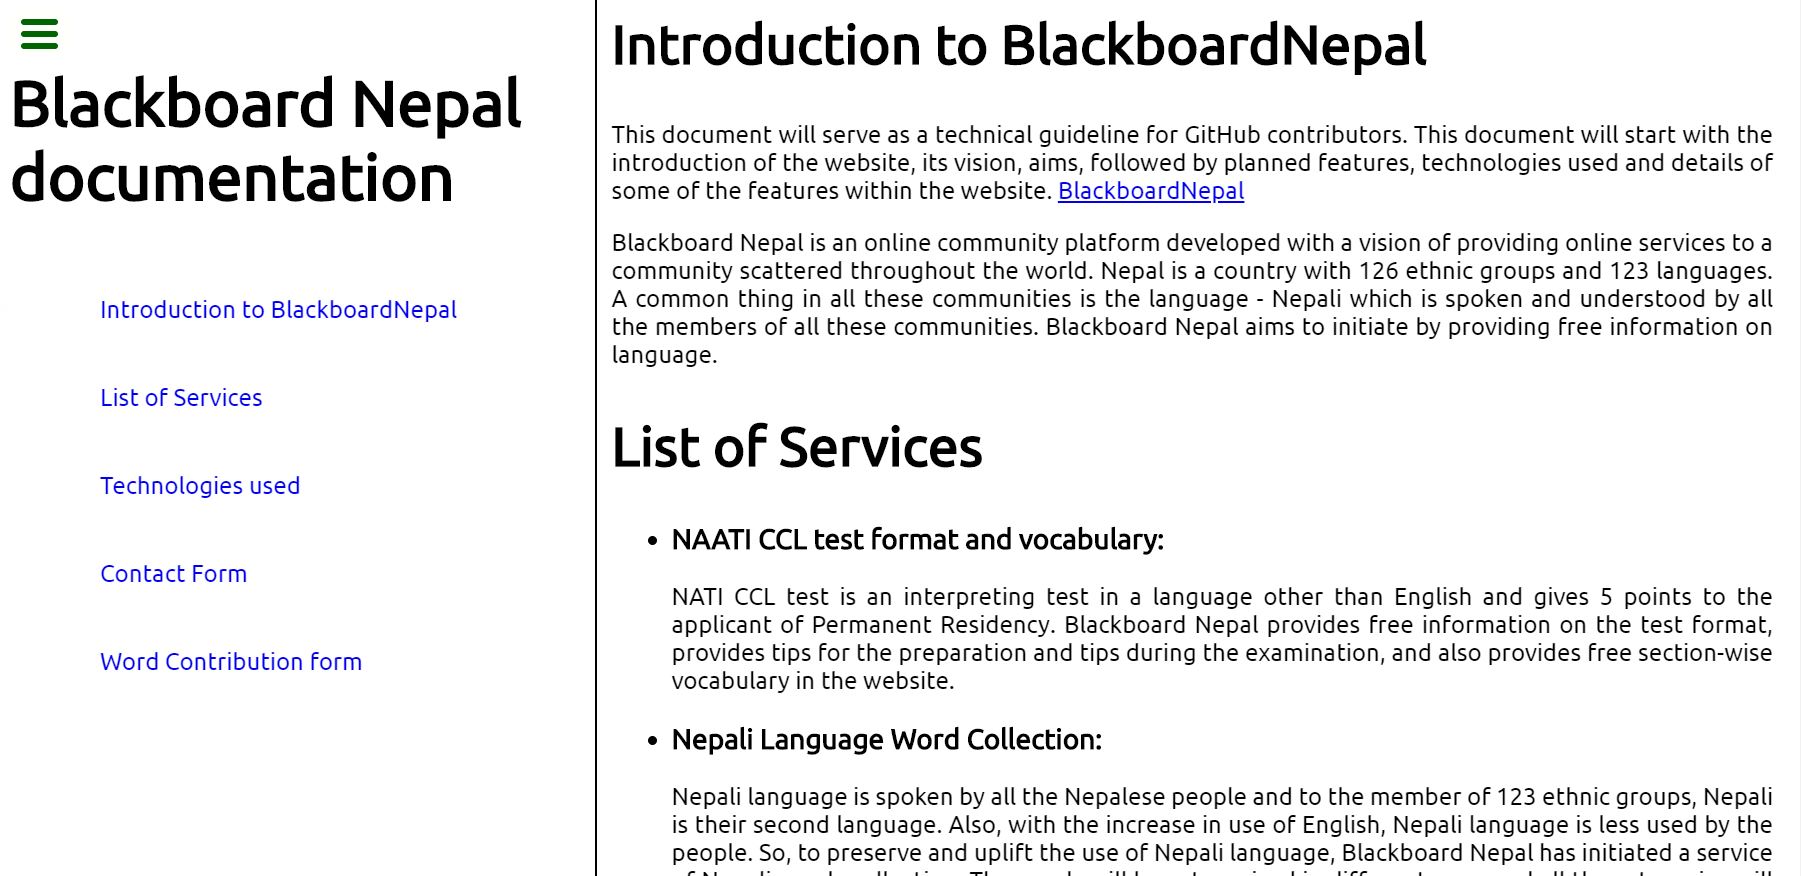 Blackboard Nepal
documentation
Introduction to BlackboardNepal
List of Services
Technologies used
Contact Form
Word Contribution form
Introduction to BlackboardNepal
This document will serve as a technical guideline for GitHub contributors. This document will start with the
introduction of the website, its vision, aims, followed by planned features, technologies used and details of
some of the features within the website. BlackboardNepal
Blackboard Nepal is an online community platform developed with a vision of providing online services to a
community scattered throughout the world. Nepal is a country with 126 ethnic groups and 123 languages.
A common thing in all these communities is the language - Nepali which is spoken and understood by all
the members of all these communities. Blackboard Nepal aims to initiate by providing free information on
language.
List of Services
• NAATI CCL test format and vocabulary:
NATI CCL test is an interpreting test in a language other than English and gives 5 points to the
applicant of Permanent Residency. Blackboard Nepal provides free information on the test format,
provides tips for the preparation and tips during the examination, and also provides free section-wise
vocabulary in the website.
• Nepali Language Word Collection:
Nepali language is spoken by all the Nepalese people and to the member of 123 ethnic groups, Nepali
is their second language. Also, with the increase in use of English, Nepali language is less used by the
people. So, to preserve and uplift the use of Nepali language, Blackboard Nepal has initiated a service